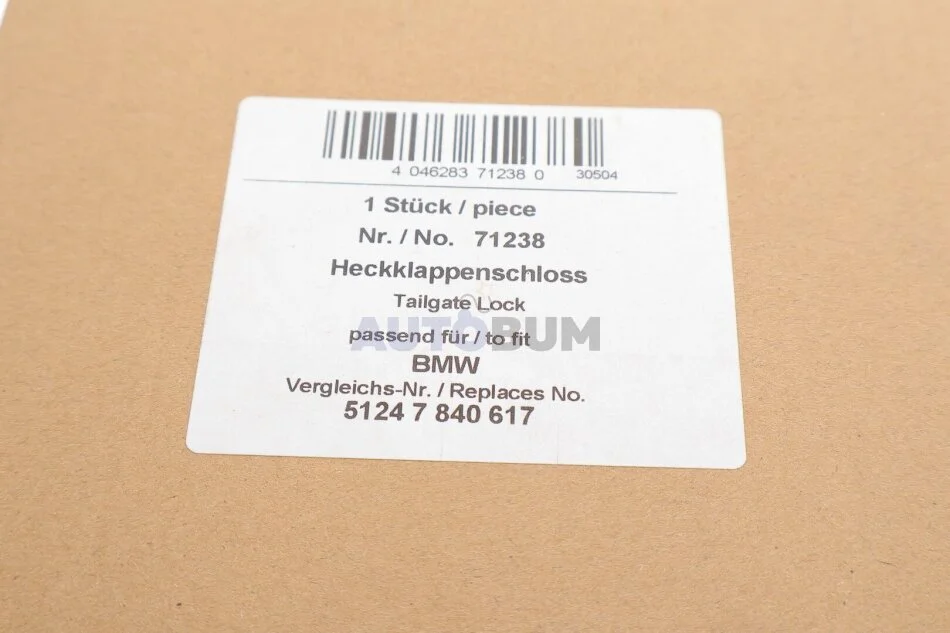 4 046283 71238 0 30504
1 Stück / piece
Nr. / No. 71238
Heckklappenschloss
Tailgate Lock
AUTOBUM
passend für / to fit
BMW
Vergleichs-Nr. / Replaces No.
5124 7 840 617